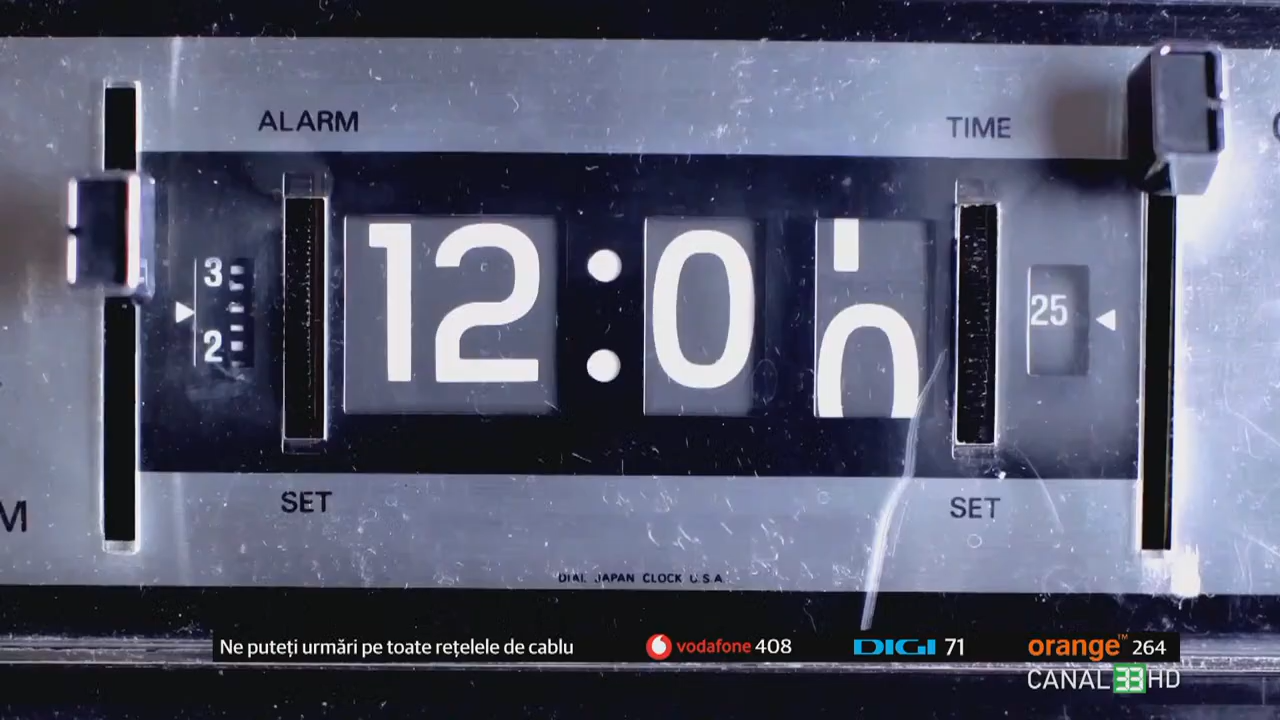 ALARM
TIME
3
2
12:00
25
SET
SET
DIAL JAPAN CLOCK U.S.A
Ne puteți urmări pe toate rețelele de cablu
vodafone 408
DIGI 71
orange™ 264
CANAL 33 HD